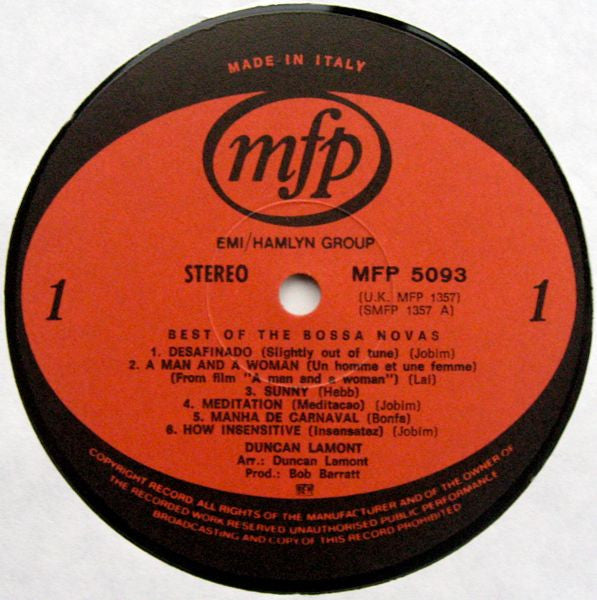 MADE IN ITALY
mfp
EMI/HAMLYN GROUP
STEREO MFP 5093
1 (U.K. MFP 1357) 1
(SMFP 1357 A)
BEST OF THE BOSSA NOVAS
1. DESAFINADO (Slightly out of tune) (Jobim)
2. A MAN AND A WOMAN (Un homme et une femme)
(From film "A man and a woman") (Lai)
3. SUNNY (Hebb)
4. MEDITATION (Meditacao) (Jobim)
5. MANHA DE CARNAVAL (Bonfa)
6. HOW INSENSITIVE (Insensatez) (Jobim)
DUNCAN LAMONT
Arr.: Duncan Lamont
Prod.: Bob Barratt
COPYRIGHT RECORD. ALL RIGHTS OF THE MANUFACTURER AND OF THE OWNER OF
THE RECORDED WORK RESERVED UNAUTHORISED PUBLIC PERFORMANCE
BROADCASTING AND COPY OF THIS RECORD PROHIBITED